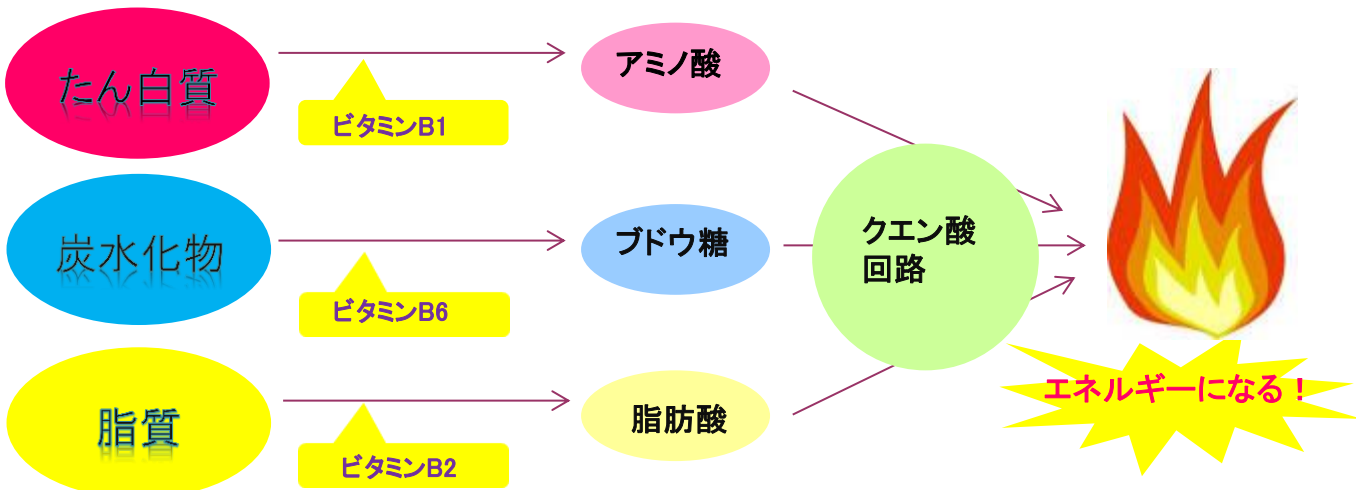 たん白質
アミノ酸
ビタミンB1
炭水化物
ブドウ糖
クエン酸
回路
ビタミンB6
エネルギーになる！
脂質
脂肪酸
ビタミンB2